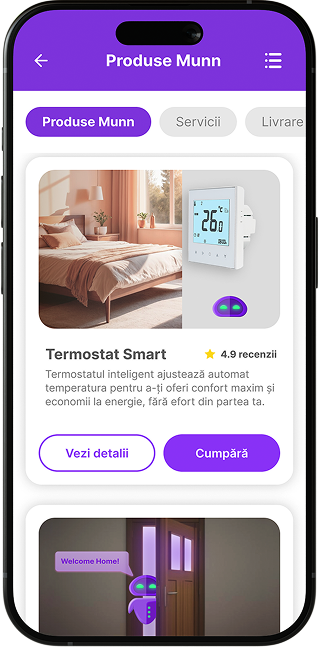 Produse Munn
Produse Munn
Servicii
Livrare
26.0
Termostat Smart
4.9 recenzii
Termostatul inteligent ajustează automat
temperatura pentru a-ți oferi confort maxim și
economii la energie, fără efort din partea ta.
Vezi detalii
Cumpără
Welcome Home!